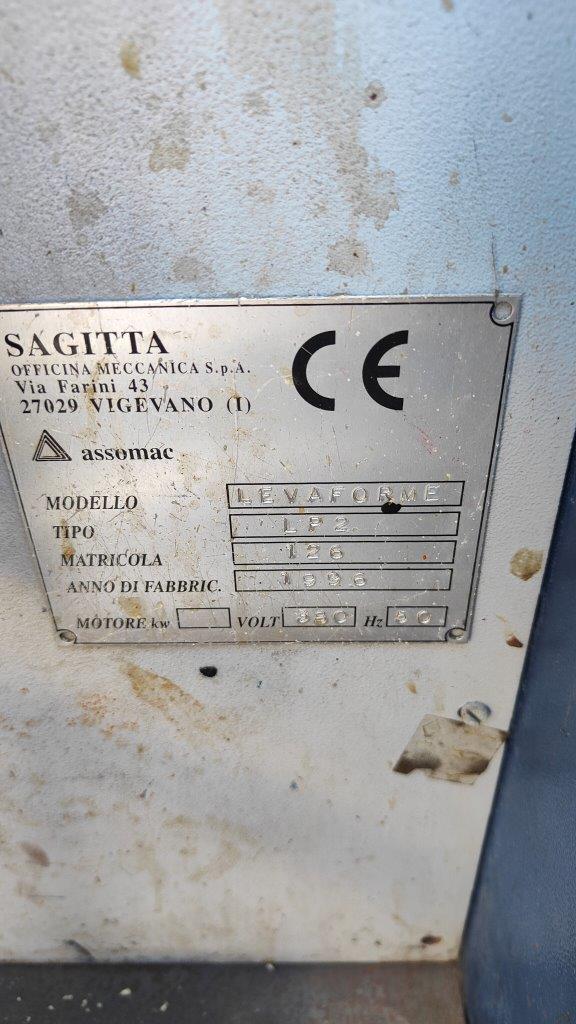 SAGITTA
OFFICINA MECCANICA S.p.A.
Via Farini 43
27029 VIGEVANO (I)
CE
assomac
MODELLO LEVAFORME
TIPO LP2
MATRICOLA 126
ANNO DI FABBRIC. 1996
MOTORE kw VOLT 380 Hz 50